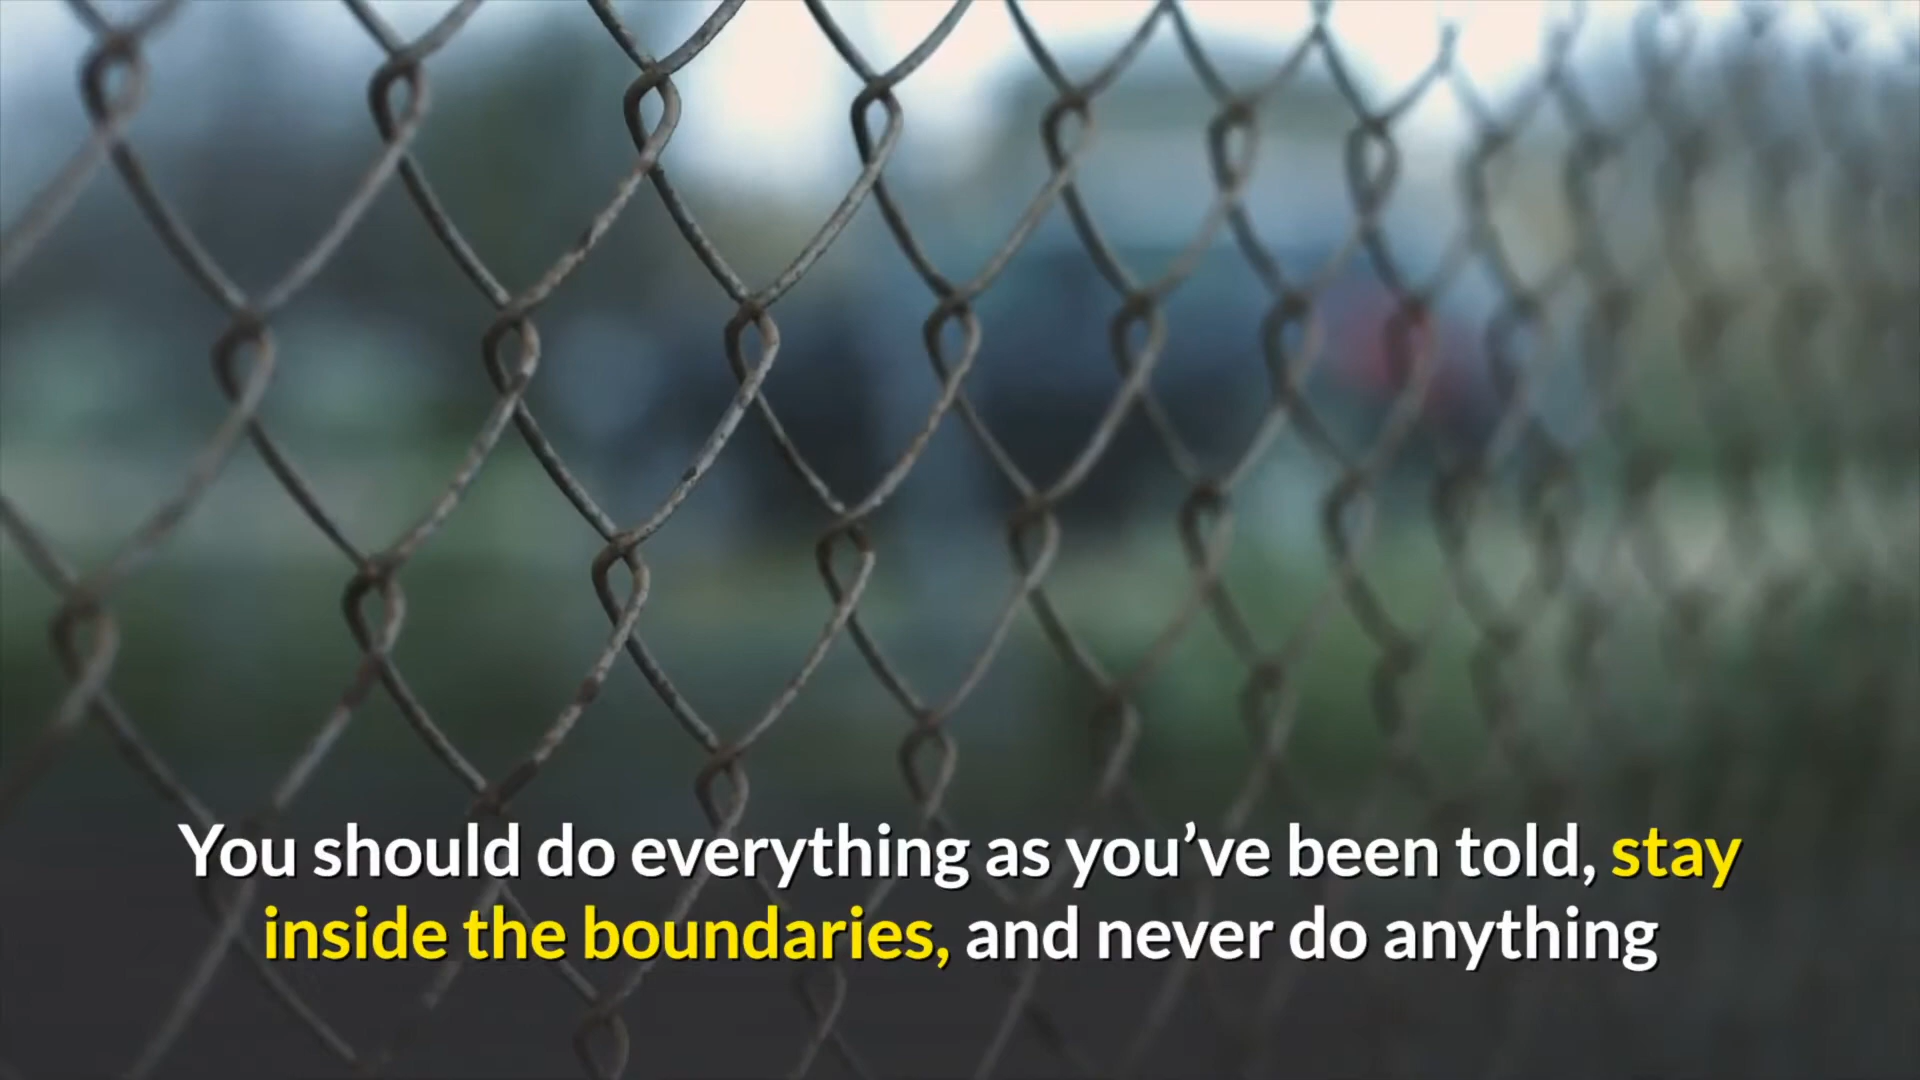 You should do everything as you’ve been told, stay
inside the boundaries, and never do anything